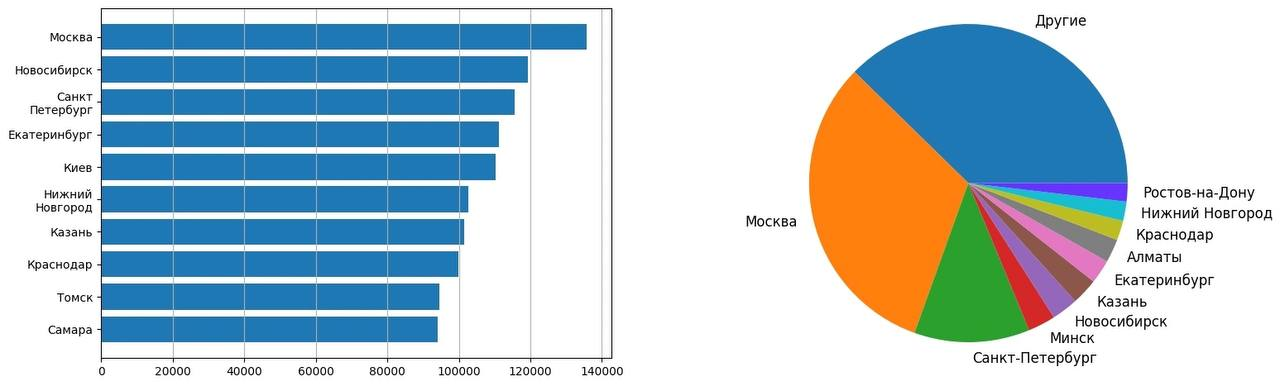 Москва
Новосибирск
Санкт
Петербург
Екатеринбург
Киев
Нижний
Новгород
Казань
Краснодар
Томск
Самара
0 20000 40000 60000 80000 100000 120000 140000
Другие
Москва
Ростов-на-Дону
Нижний Новгород
Краснодар
Алматы
Екатеринбург
Казань
Новосибирск
Минск
Санкт-Петербург